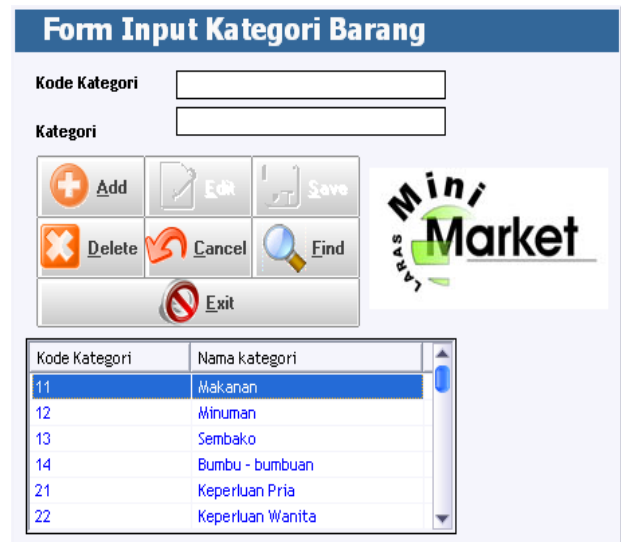 Form Input Kategori Barang
Kode Kategori
Kategori
Add Edit Save
Delete Cancel Find
Exit
LARAS Mini Market
Kode Kategori Nama kategori
11 Makanan
12 Minuman
13 Sembako
14 Bumbu - bumbuan
21 Keperluan Pria
22 Keperluan Wanita